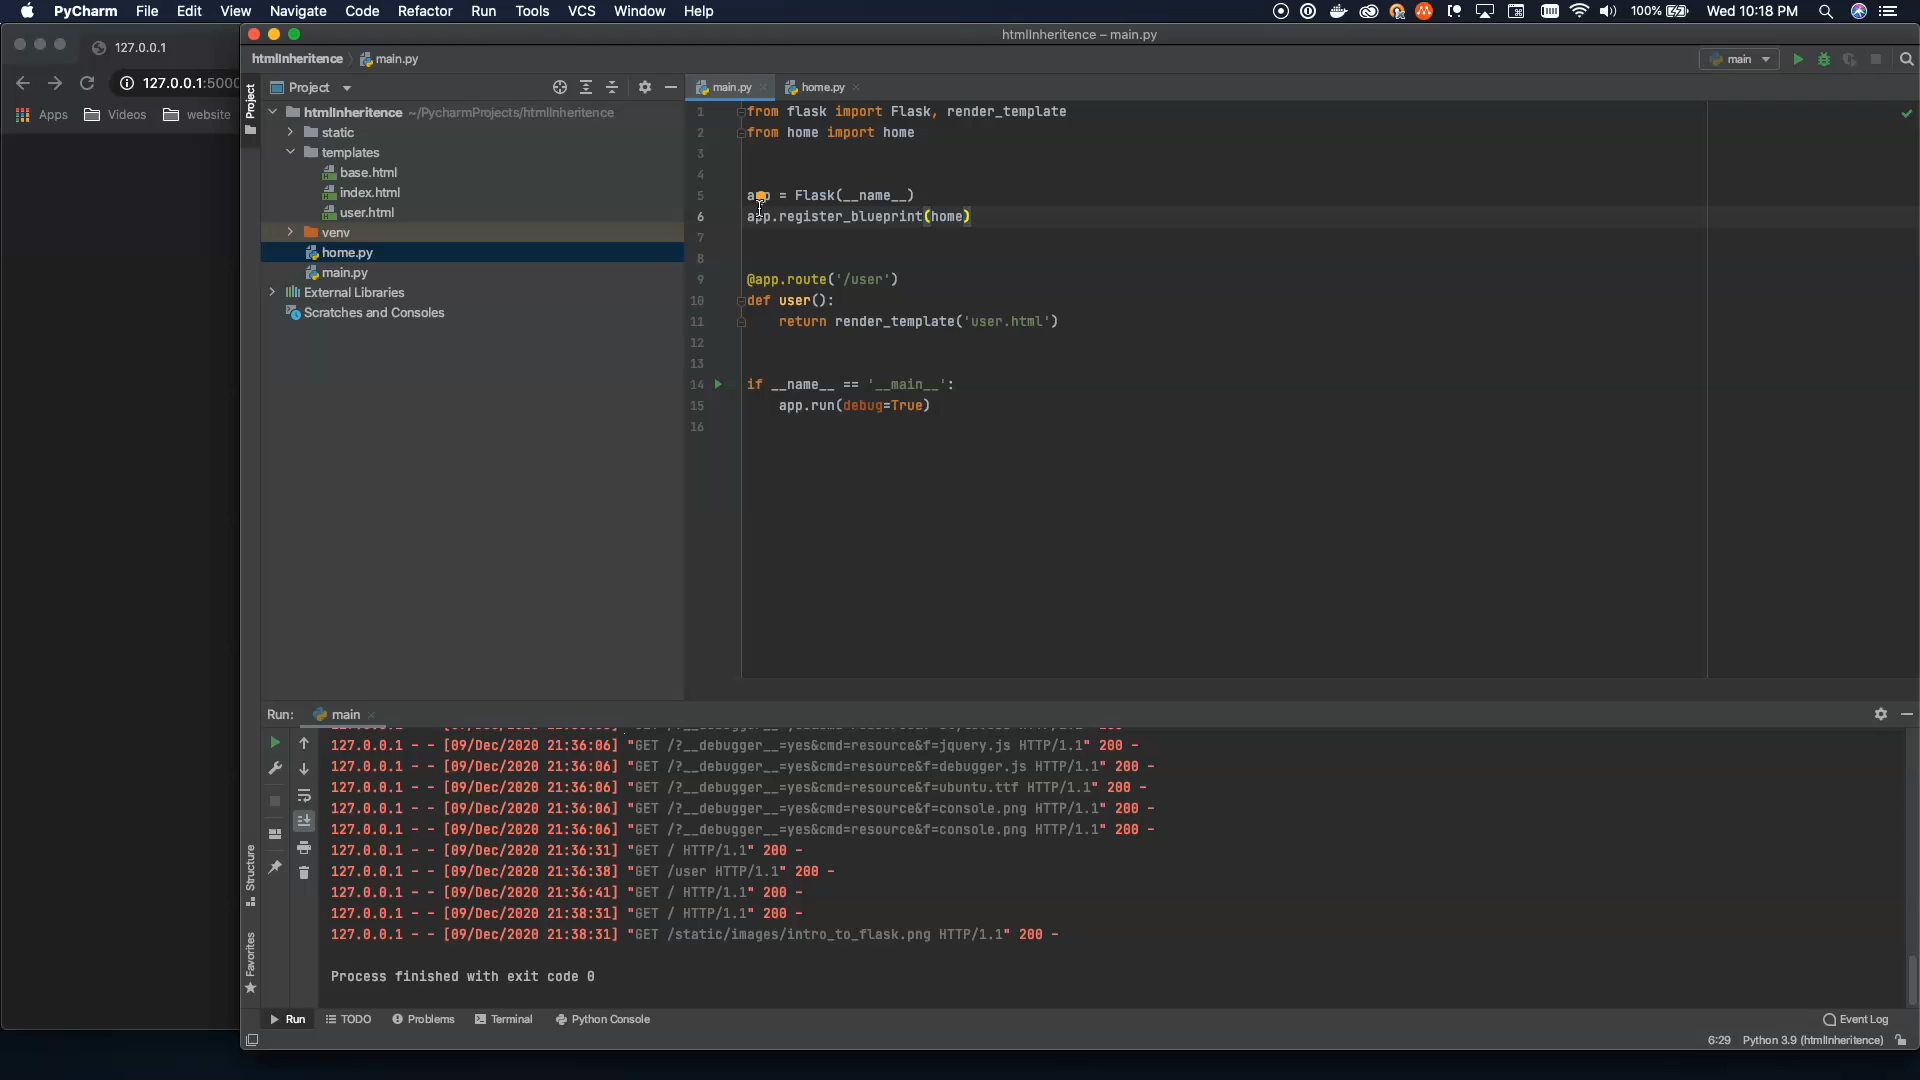 PyCharm File Edit View Navigate Code Refactor Run Tools VCS Window Help 100% Wed 10:18 PM
127.0.0.1
127.0.0.1:5000
Apps Videos website
htmlInheritence – main.py
htmlInheritence main.py
main
Project
Project
main.py
home.py
htmlInheritence ~/PycharmProjects/htmlInheritence
static
templates
base.html
index.html
user.html
venv
home.py
main.py
External Libraries
Scratches and Consoles
1 from flask import Flask, render_template
2 from home import home
3
4
5 app = Flask(__name__)
6 app.register_blueprint(home)
7
8
9 @app.route('/user')
10 def user():
11 return render_template('user.html')
12
13
14 if __name__ == '__main__':
15 app.run(debug=True)
16
Run: main
127.0.0.1 - - [09/Dec/2020 21:36:06] "GET /?__debugger__=yes&cmd=resource&f=jquery.js HTTP/1.1" 200 -
127.0.0.1 - - [09/Dec/2020 21:36:06] "GET /?__debugger__=yes&cmd=resource&f=debugger.js HTTP/1.1" 200 -
127.0.0.1 - - [09/Dec/2020 21:36:06] "GET /?__debugger__=yes&cmd=resource&f=ubuntu.ttf HTTP/1.1" 200 -
127.0.0.1 - - [09/Dec/2020 21:36:06] "GET /?__debugger__=yes&cmd=resource&f=console.png HTTP/1.1" 200 -
127.0.0.1 - - [09/Dec/2020 21:36:06] "GET /?__debugger__=yes&cmd=resource&f=console.png HTTP/1.1" 200 -
127.0.0.1 - - [09/Dec/2020 21:36:31] "GET / HTTP/1.1" 200 -
127.0.0.1 - - [09/Dec/2020 21:36:38] "GET /user HTTP/1.1" 200 -
127.0.0.1 - - [09/Dec/2020 21:36:41] "GET / HTTP/1.1" 200 -
127.0.0.1 - - [09/Dec/2020 21:38:31] "GET / HTTP/1.1" 200 -
127.0.0.1 - - [09/Dec/2020 21:38:31] "GET /static/images/intro_to_flask.png HTTP/1.1" 200 -
Process finished with exit code 0
Structure
Favorites
Run TODO Problems Terminal Python Console Event Log
6:29 Python 3.9 (htmlInheritence)